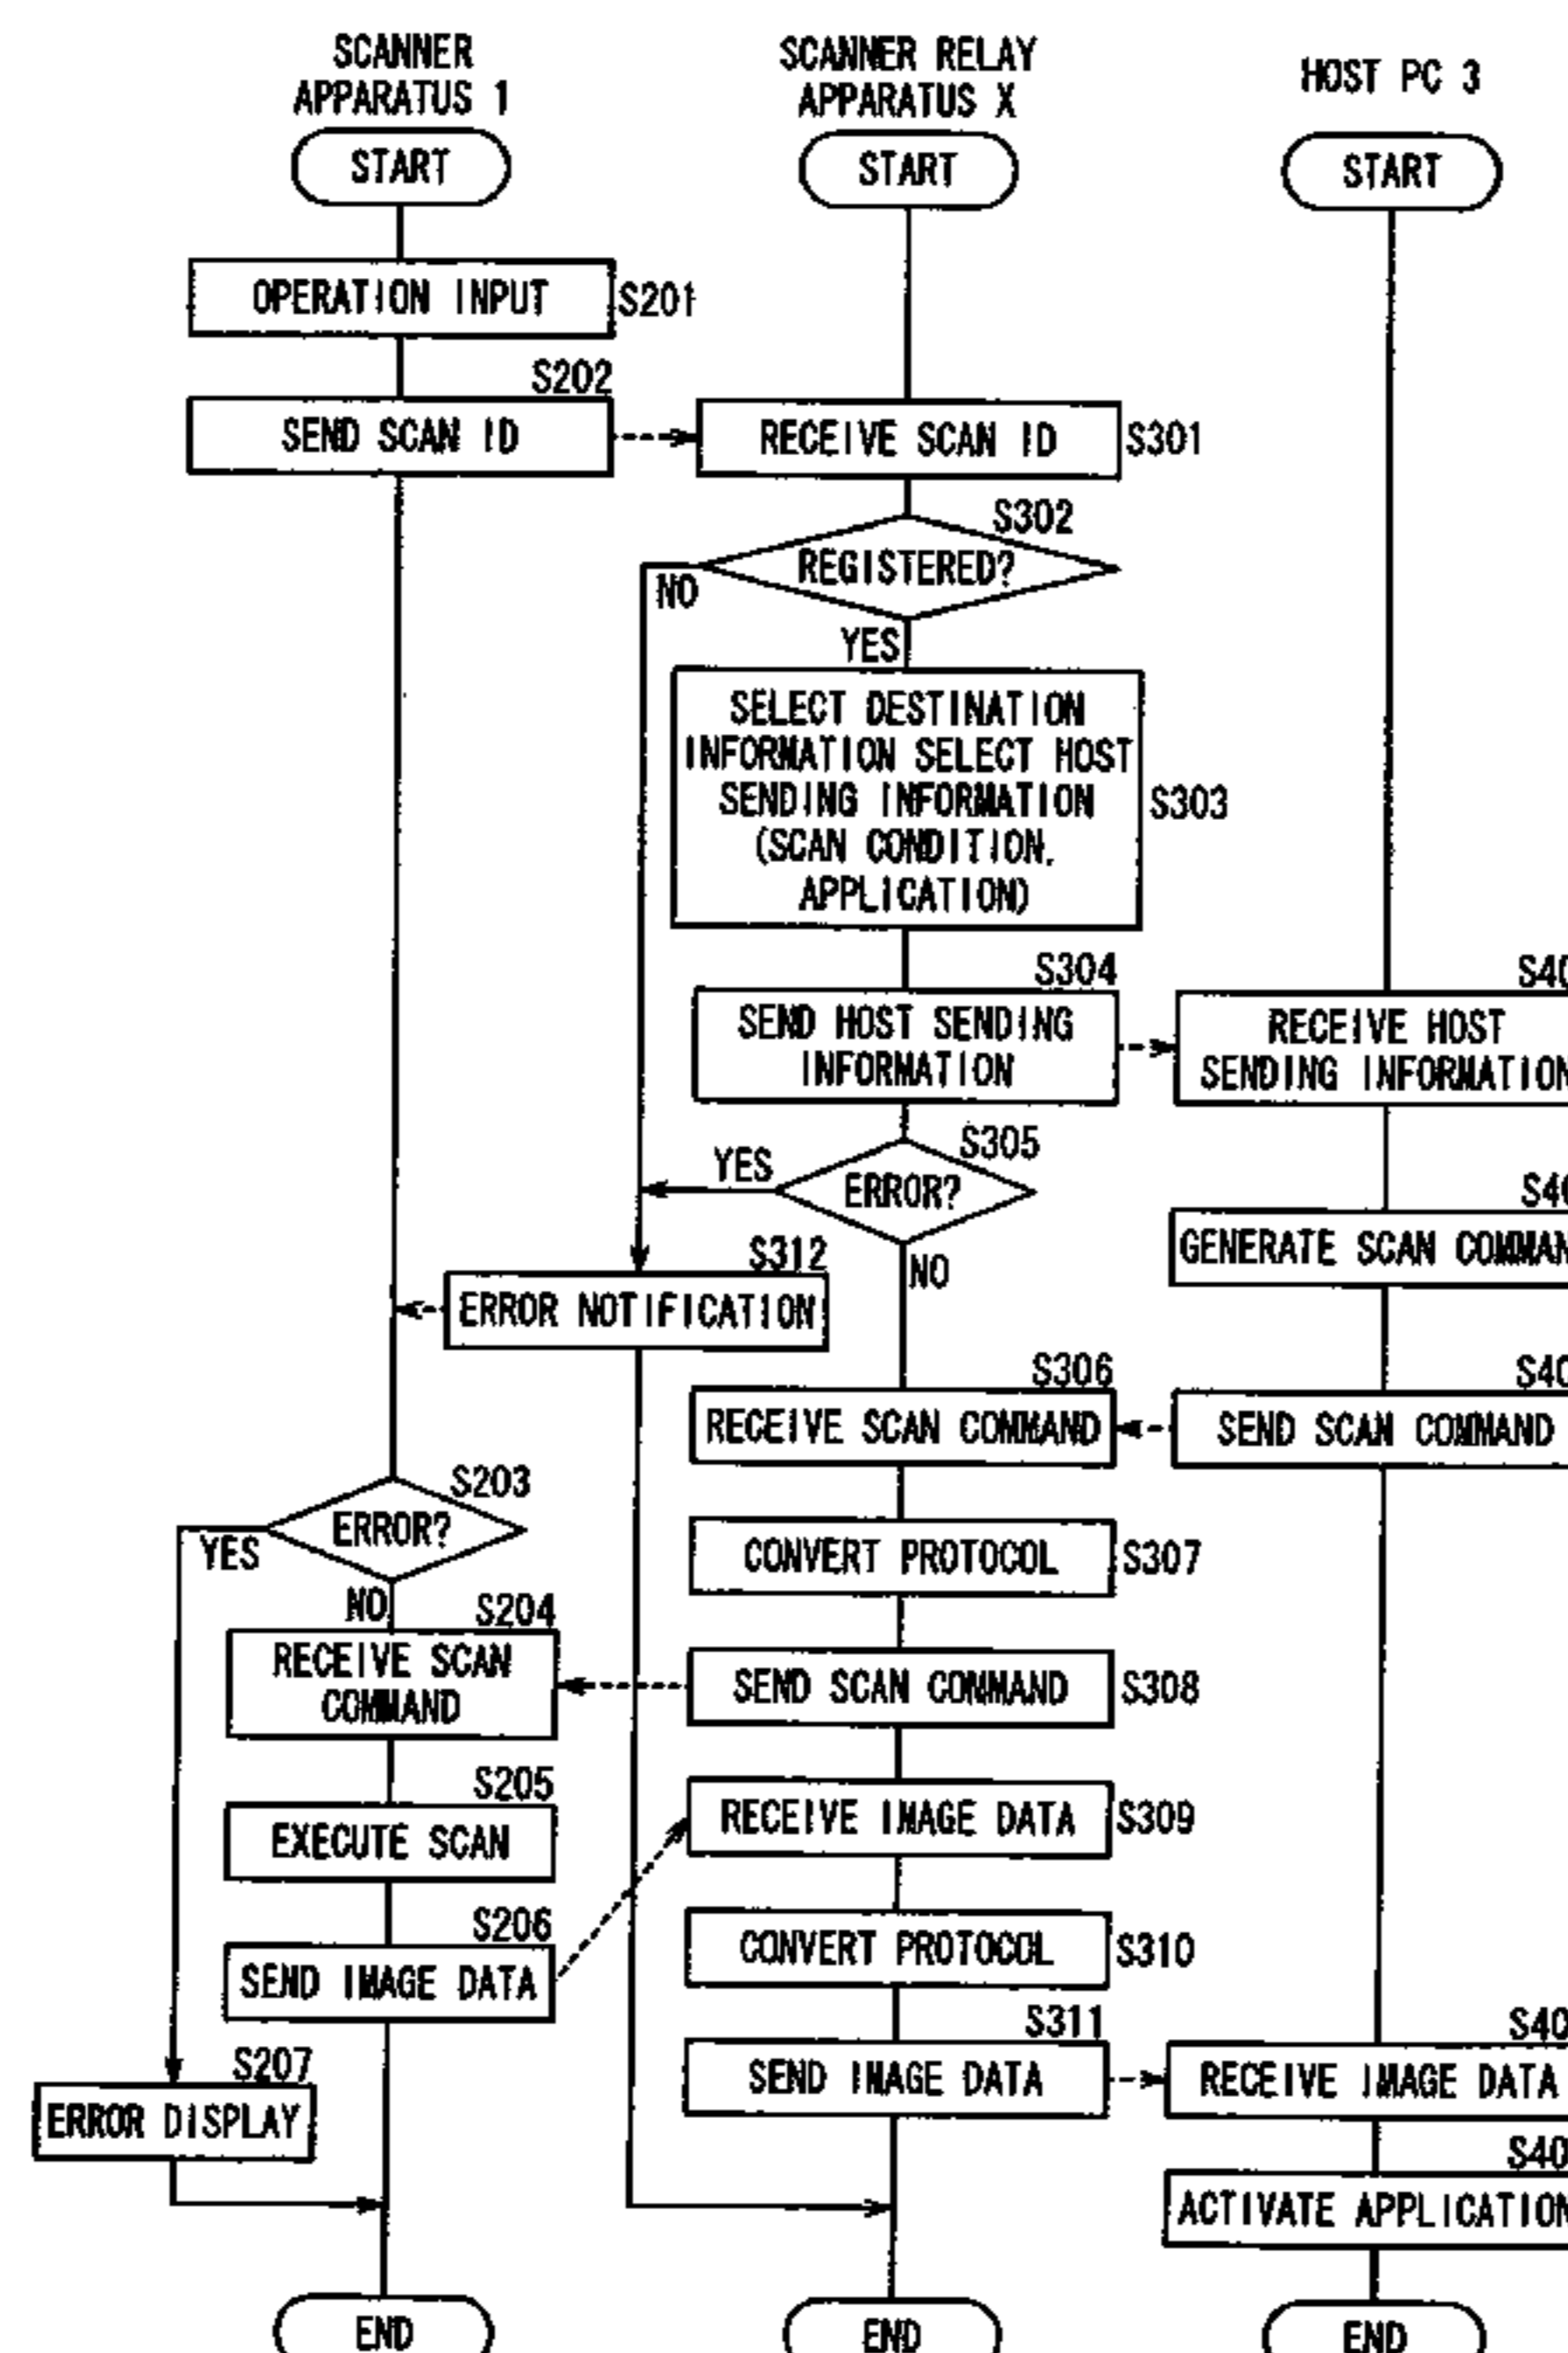 SCANNER
APPARATUS 1
SCANNER RELAY
APPARATUS X
HOST PC 3
START
START
START
OPERATION INPUT
S201
S202
SEND SCAN ID
RECEIVE SCAN ID
S301
S302
REGISTERED?
NO
YES
SELECT DESTINATION
INFORMATION SELECT HOST
SENDING INFORMATION
(SCAN CONDITION,
APPLICATION)
S303
S304
SEND HOST SENDING
INFORMATION
S40
RECEIVE HOST
SENDING INFORMATION
S305
YES
ERROR?
NO
S40
GENERATE SCAN COMMAN
S312
ERROR NOTIFICATION
S306
RECEIVE SCAN COMMAND
S40
SEND SCAN COMMAND
S203
ERROR?
YES
NO
CONVERT PROTOCOL
S307
S204
RECEIVE SCAN
COMMAND
SEND SCAN COMMAND
S308
S205
EXECUTE SCAN
RECEIVE IMAGE DATA
S309
S206
SEND IMAGE DATA
CONVERT PROTOCOL
S310
S311
SEND IMAGE DATA
S40
RECEIVE IMAGE DATA
S207
ERROR DISPLAY
S40
ACTIVATE APPLICATION
END
END
END